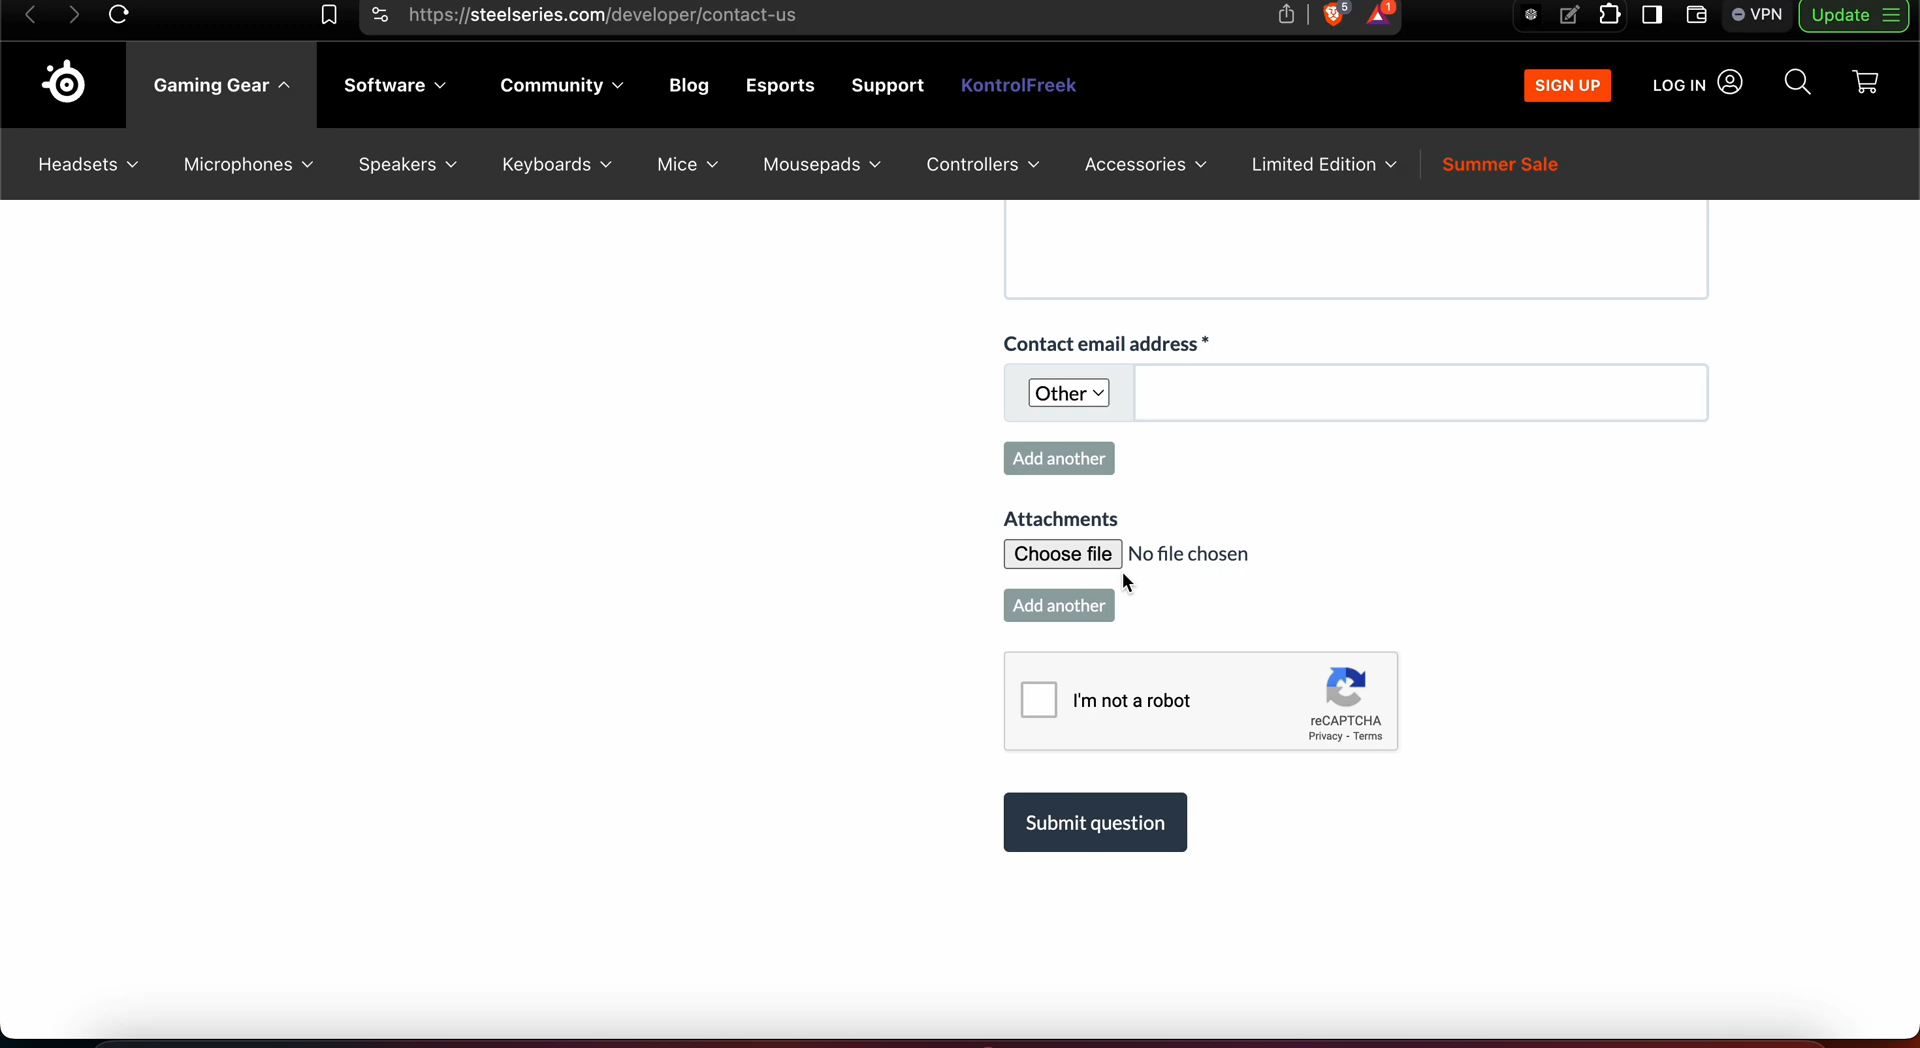 https://steelseries.com/developer/contact-us 5 1 VPN Update
Gaming Gear Software Community Blog Esports Support KontrolFreek SIGN UP LOG IN
Headsets Microphones Speakers Keyboards Mice Mousepads Controllers Accessories Limited Edition Summer Sale
Contact email address *
Other
Add another
Attachments
Choose file No file chosen
Add another
I'm not a robot
reCAPTCHA
Privacy - Terms
Submit question